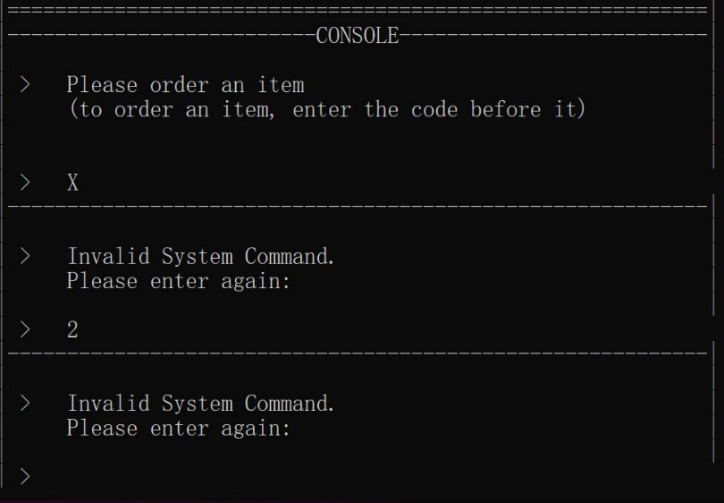 CONSOLE
> Please order an item
(to order an item, enter the code before it)
> X
> Invalid System Command.
Please enter again:
> 2
> Invalid System Command.
Please enter again:
>